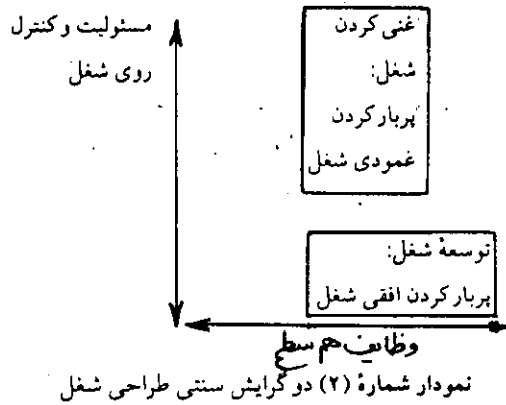 مسئولیت و کنترل
روی شغل
غنی کردن
شغل:
پربار کردن
غمودی شغل
توسعهٔ شغل:
پربار کردن افقی شغل
وظایف هم سطح
نمودار شمارهٔ (۲) دو گرایش سنتی طراحی شغل